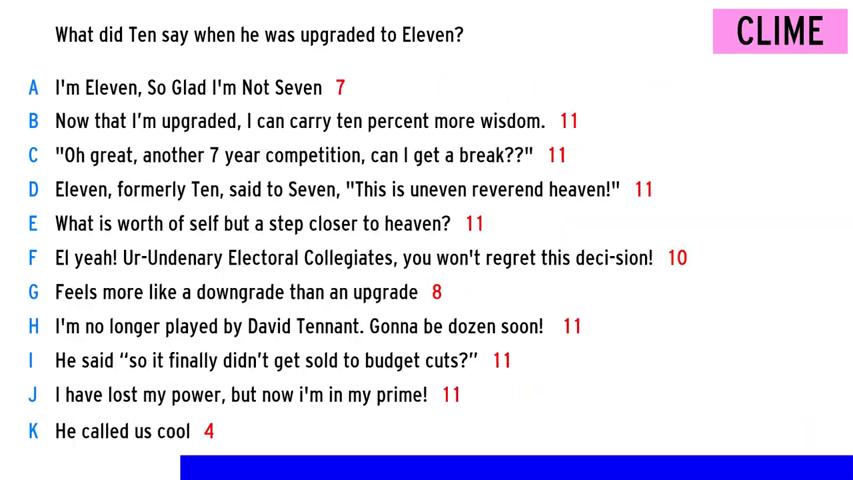 What did Ten say when he was upgraded to Eleven?
CLIME
A I'm Eleven, So Glad I'm Not Seven 7
B Now that I’m upgraded, I can carry ten percent more wisdom. 11
C "Oh great, another 7 year competition, can I get a break??" 11
D Eleven, formerly Ten, said to Seven, "This is uneven reverend heaven!" 11
E What is worth of self but a step closer to heaven? 11
F El yeah! Ur-Undenary Electoral Collegiates, you won't regret this deci-sion! 10
G Feels more like a downgrade than an upgrade 8
H I'm no longer played by David Tennant. Gonna be dozen soon! 11
I He said “so it finally didn’t get sold to budget cuts?” 11
J I have lost my power, but now i'm in my prime! 11
K He called us cool 4